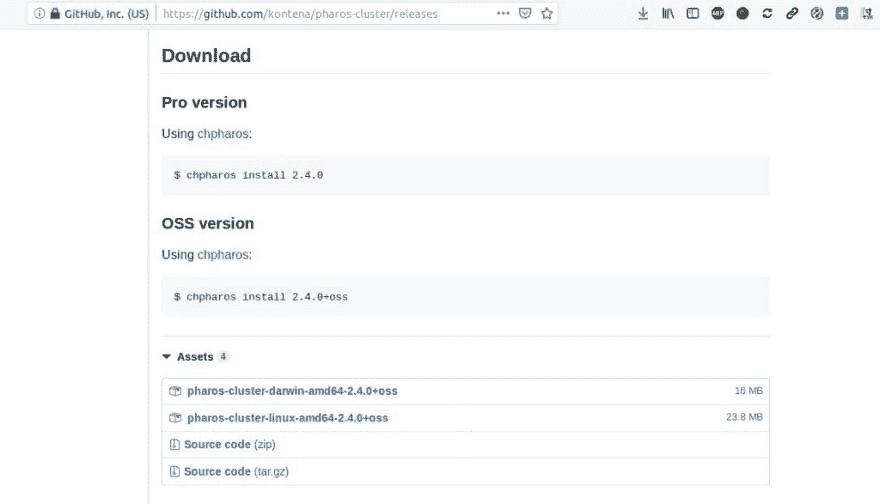 GitHub, Inc. (US) https://github.com/kontena/pharos-cluster/releases
ABP
Download
Pro version
Using chpharos:
$ chpharos install 2.4.0
OSS version
Using chpharos:
$ chpharos install 2.4.0+oss
Assets 4
pharos-cluster-darwin-amd64-2.4.0+oss 16 MB
pharos-cluster-linux-amd64-2.4.0+oss 23.8 MB
Source code (zip)
Source code (tar.gz)